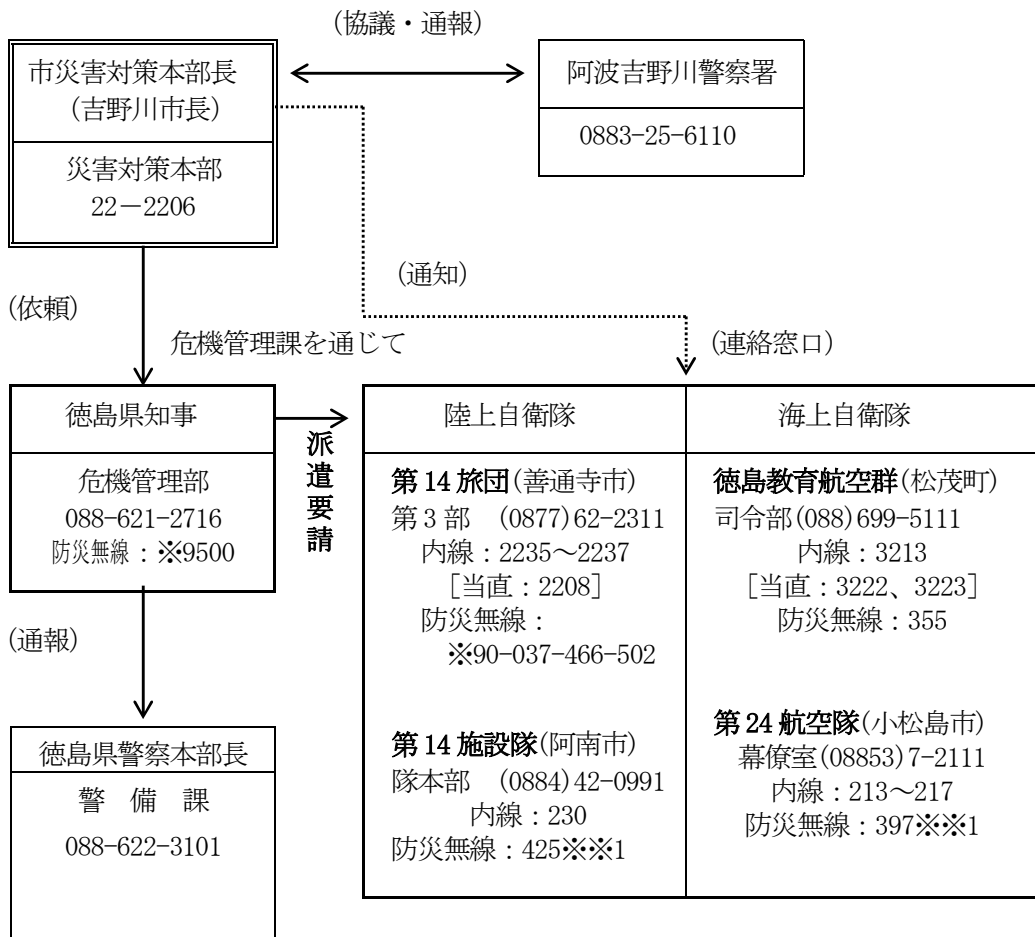 (協議・通報)
市災害対策本部長
(吉野川市長)
災害対策本部
22－2206
阿波吉野川警察署
0883-25-6110
(通知)
(依頼)
危機管理課を通じて
(連絡窓口)
徳島県知事
危機管理部
088-621-2716
防災無線：※9500
派遣要請
陸上自衛隊
第14旅団(善通寺市)
第3部　(0877)62-2311
内線：2235～2237
［当直：2208］
防災無線：
※90-037-466-502
第14施設隊(阿南市)
隊本部　(0884)42-0991
内線：230
防災無線：425※※1
海上自衛隊
徳島教育航空群(松茂町)
司令部(088)699-5111
内線：3213
［当直：3222、3223］
防災無線：355
第24航空隊(小松島市)
幕僚室(08853)7-2111
内線：213～217
防災無線：397※※1
(通報)
徳島県警察本部長
警　備　課
088-622-3101